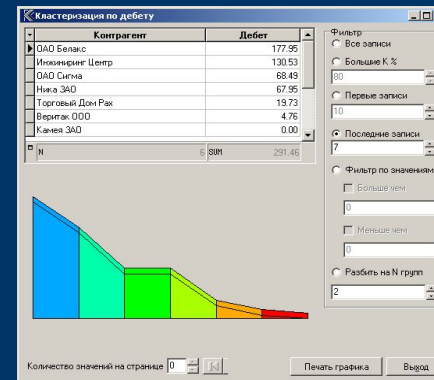 Кластеризация по дебету
Контрагент Дебет
ОАО Белакс 177.95
Инжиниринг Центр 130.53
ОАО Сигма 68.49
Ника ЗАО 67.95
Торговый Дом Рах 19.73
Веритак ООО 4.76
Камея ЗАО 0.00
N 6 SUM 291.46
Фильтр
Все записи
Большие К %
80
Первые записи
10
Последние записи
7
Фильтр по значениям
Больше чем
0
Меньше чем
0
Разбить на N групп
2
Количество значений на странице 0
Печать графика Выход